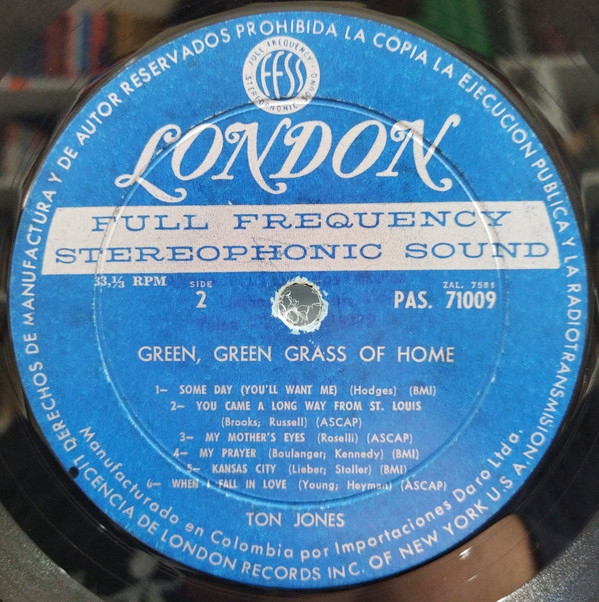 DERECHOS DE MANUFACTURA Y DE AUTOR RESERVADOS PROHIBIDA LA COPIA LA EJECUCION PUBLICA Y LA RADIOTRANSMISION
FULL FREQUENCY
FFSS
STEREOPHONIC SOUND
LONDON
FULL FREQUENCY
STEREOPHONIC SOUND
33,⅓ RPM
SIDE
2
ZAL. 7588
PAS. 71009
GREEN, GREEN GRASS OF HOME
1— SOME DAY (YOU'LL WANT ME) (Hodges) (BMI)
2— YOU CAME A LONG WAY FROM ST. LOUIS
(Brooks; Russell) (ASCAP)
3— MY MOTHER'S EYES (Roselli) (ASCAP)
4— MY PRAYER (Boulanger; Kennedy) (BMI)
5— KANSAS CITY (Lieber; Stoller) (BMI)
6— WHEN I FALL IN LOVE (Young; Heyman) (ASCAP)
TON JONES
Manufacturado en Colombia por Importaciones Daro Ltda.
LICENCIA DE LONDON RECORDS INC. OF NEW YORK U.S.A.